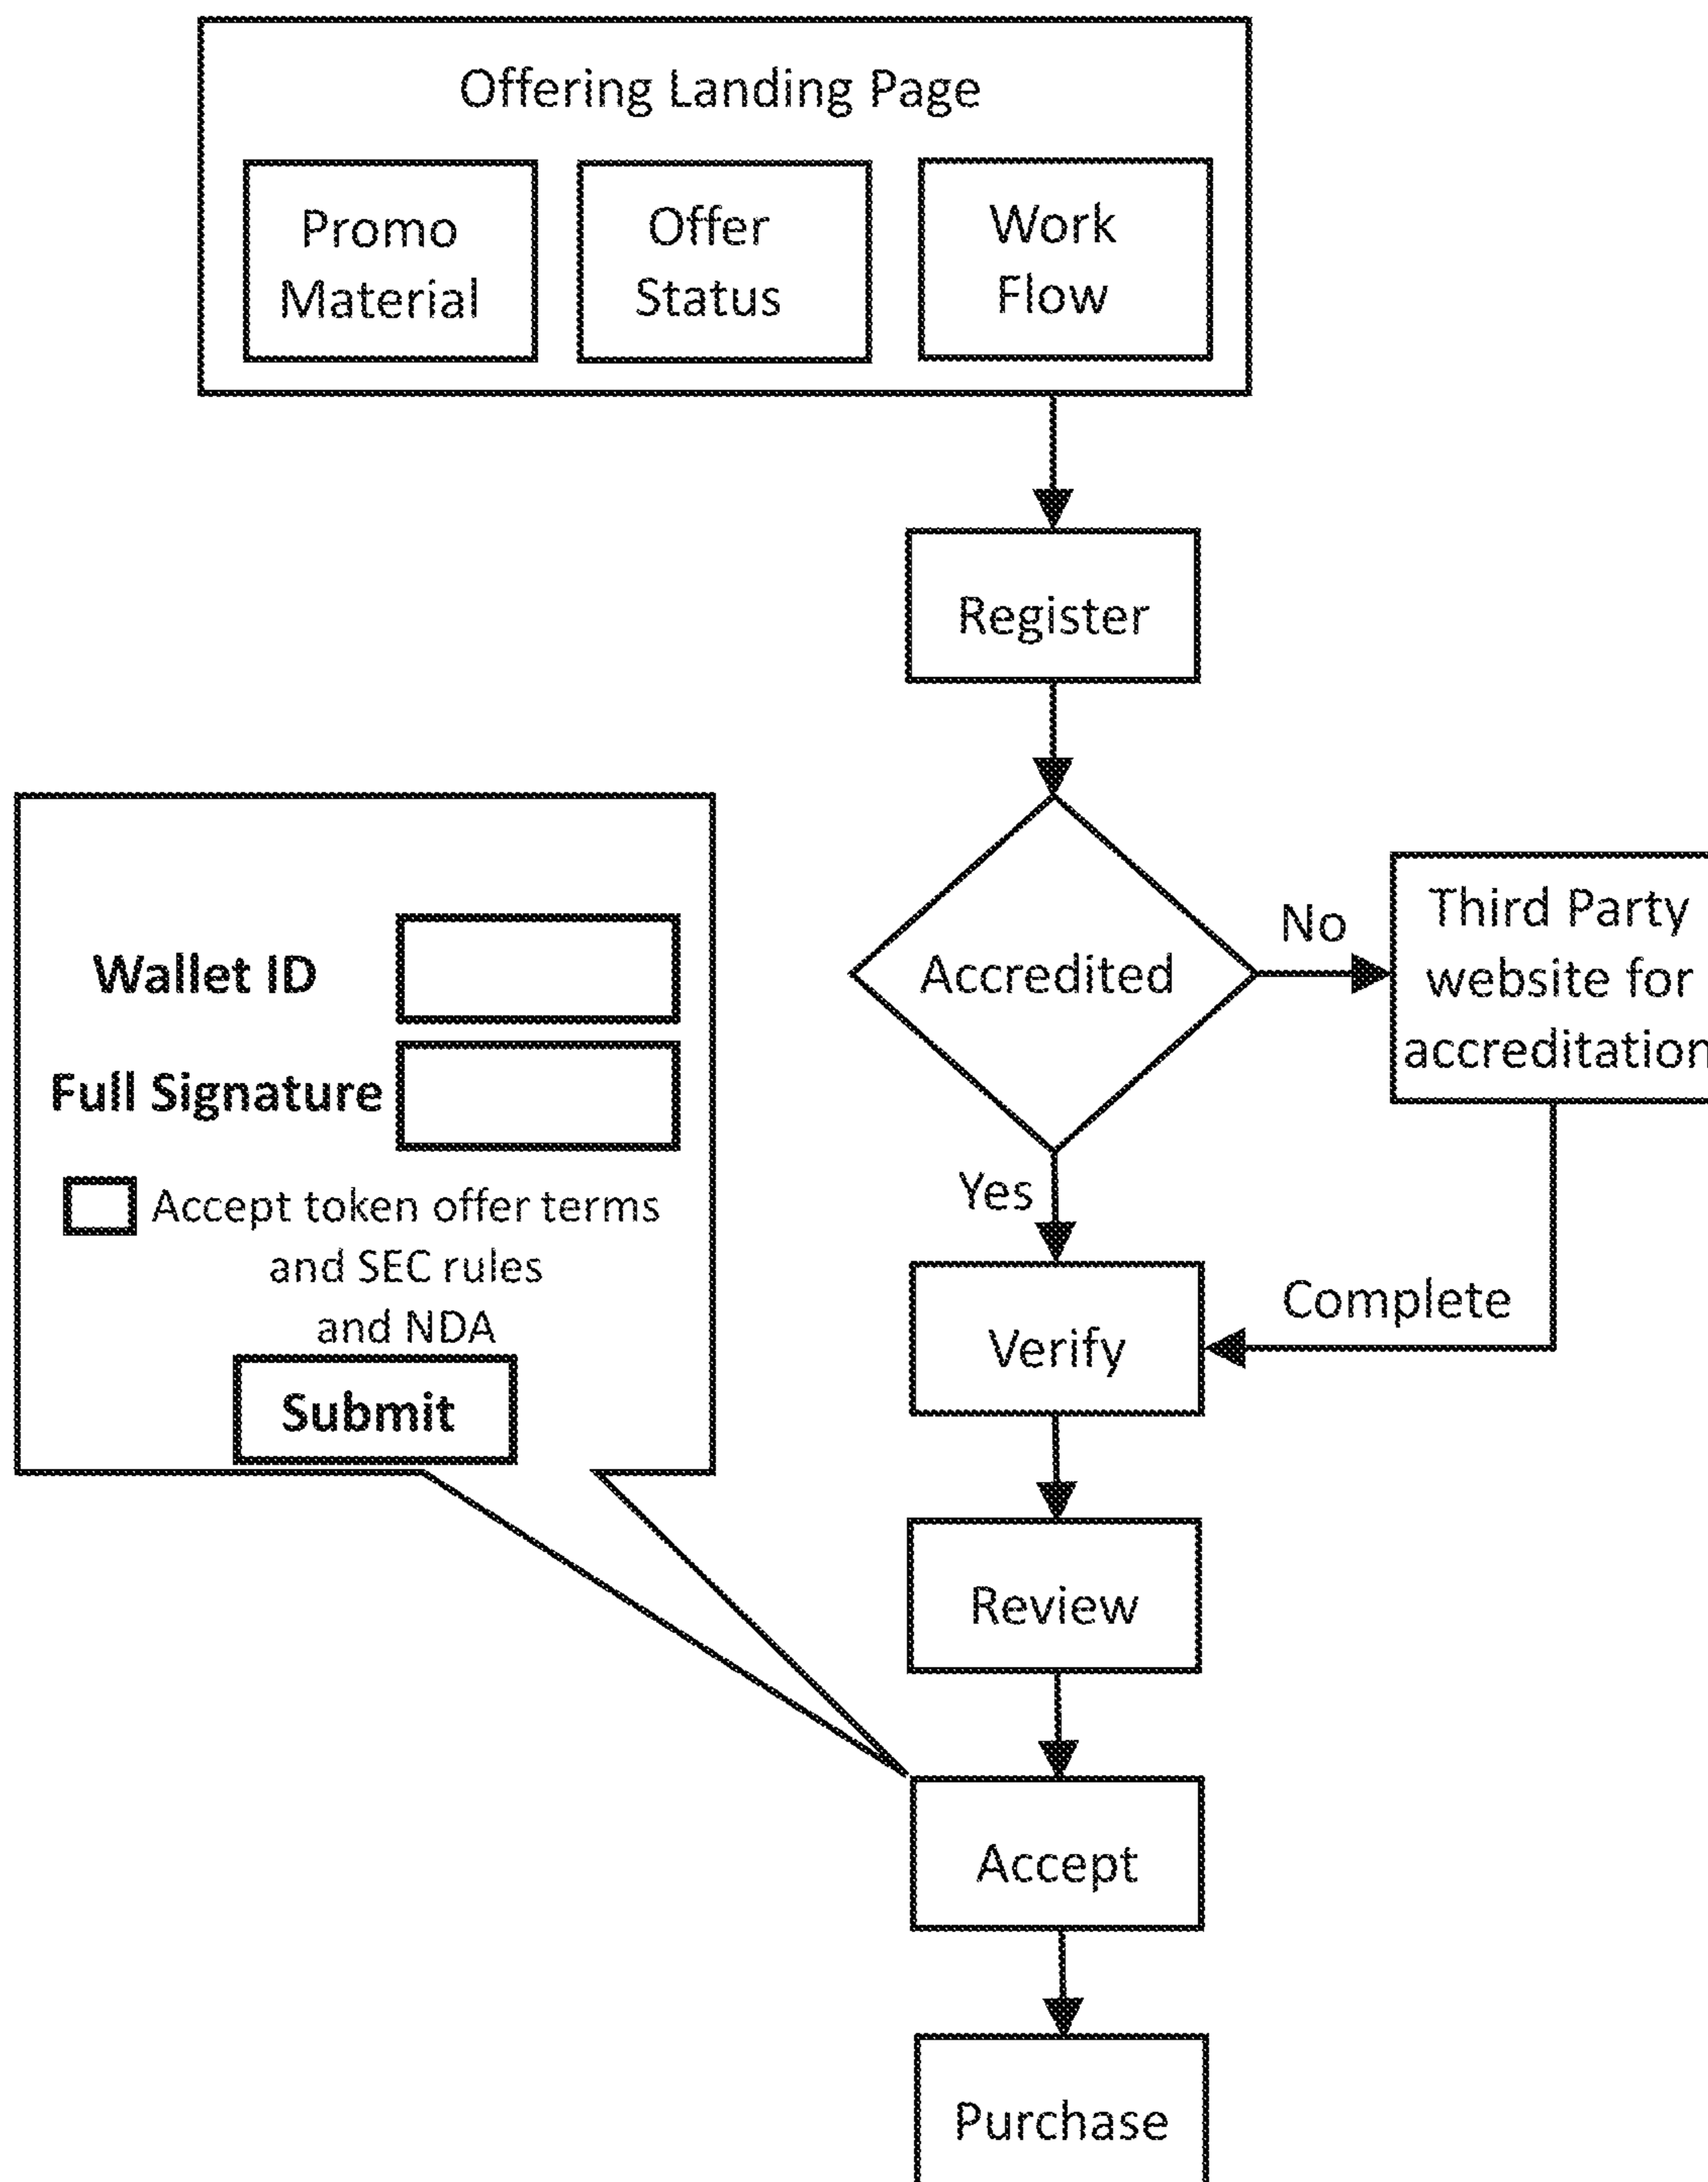 Offering Landing Page
Promo
Material
Offer
Status
Work
Flow
Register
Accredited
No
Third Party
website for
accreditation
Yes
Complete
Verify
Review
Wallet ID
Full Signature
Accept token offer terms
and SEC rules
and NDA
Submit
Accept
Purchase